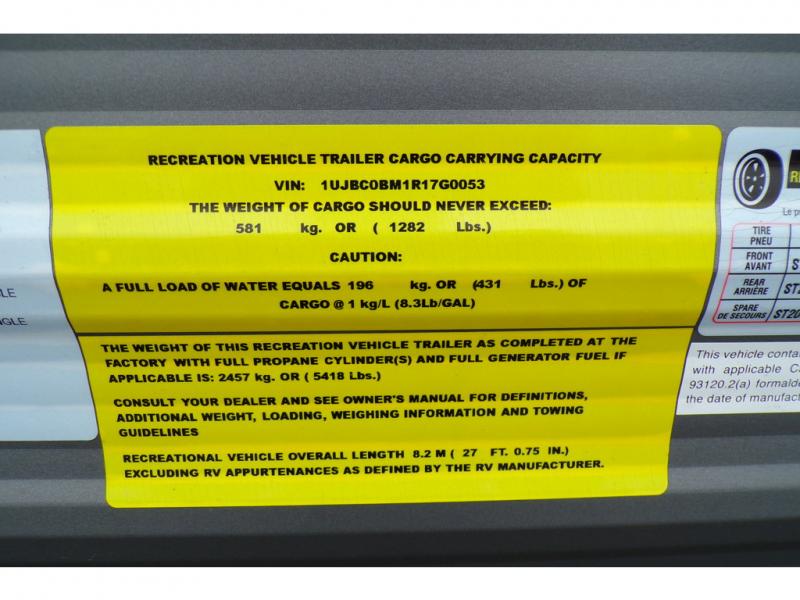 RECREATION VEHICLE TRAILER CARGO CARRYING CAPACITY
VIN: 1UJBC0BM1R17G0053
THE WEIGHT OF CARGO SHOULD NEVER EXCEED:
581 kg. OR ( 1282 Lbs.)
CAUTION:
A FULL LOAD OF WATER EQUALS 196 kg. OR (431 Lbs.) OF
CARGO @ 1 kg/L (8.3Lb/GAL)
THE WEIGHT OF THIS RECREATION VEHICLE TRAILER AS COMPLETED AT THE
FACTORY WITH FULL PROPANE CYLINDER(S) AND FULL GENERATOR FUEL IF
APPLICABLE IS: 2457 kg. OR ( 5418 Lbs.)
CONSULT YOUR DEALER AND SEE OWNER'S MANUAL FOR DEFINITIONS,
ADDITIONAL WEIGHT, LOADING, WEIGHING INFORMATION AND TOWING
GUIDELINES
RECREATIONAL VEHICLE OVERALL LENGTH 8.2 M ( 27 FT. 0.75 IN.)
EXCLUDING RV APPURTENANCES AS DEFINED BY THE RV MANUFACTURER.
Le
TIRE
PNEU
FRONT
AVANT
REAR
ARRIÈRE
SPARE
DE SECOURS ST20
This vehicle
with applicable
93120.2(a)
the date of